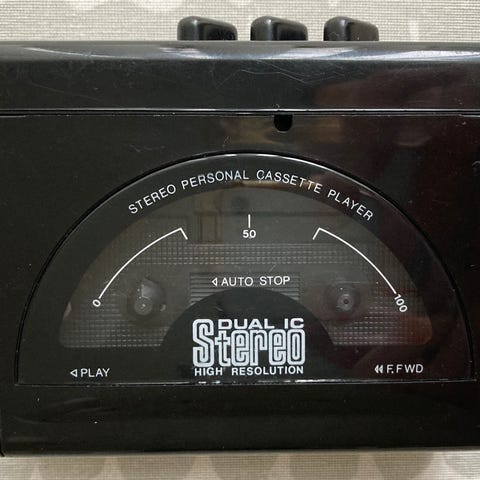 STEREO PERSONAL CASSETTE PLAYER
50
0
100
◁ AUTO STOP
DUAL IC
Stereo
HIGH RESOLUTION
◁ PLAY
◁◁ F.FWD